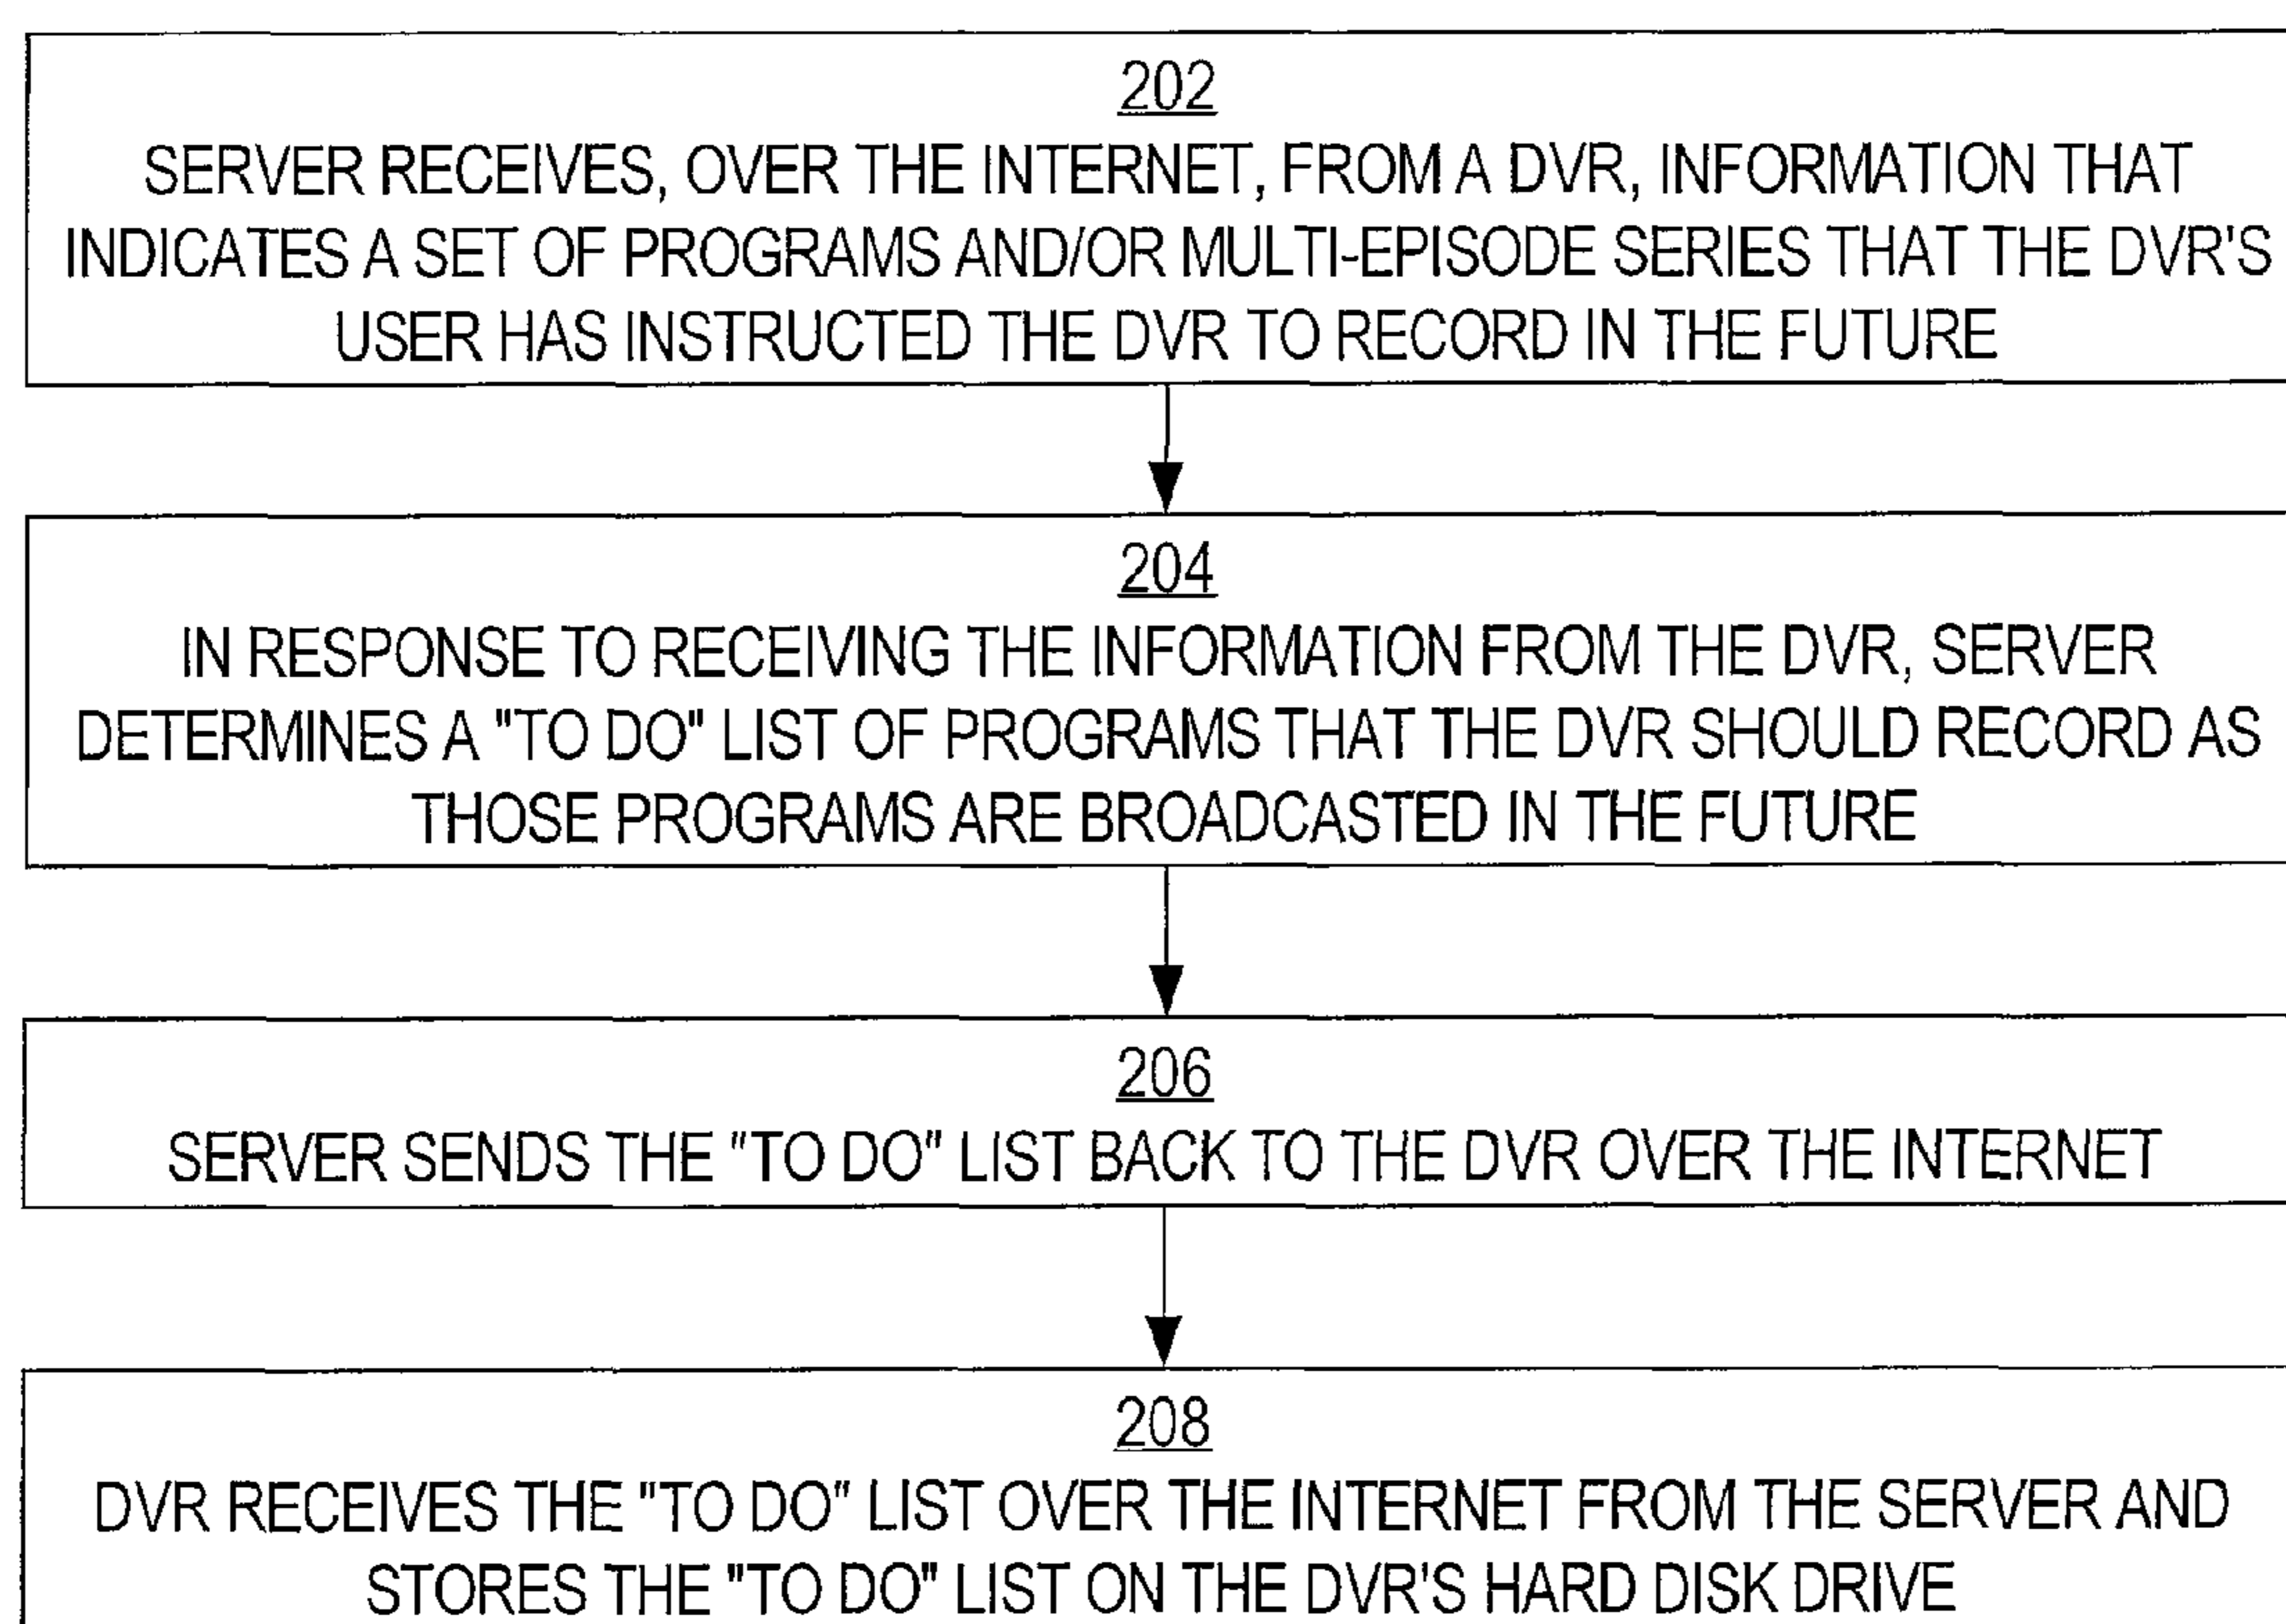 202
SERVER RECEIVES, OVER THE INTERNET, FROM A DVR, INFORMATION THAT
INDICATES A SET OF PROGRAMS AND/OR MULTI-EPISODE SERIES THAT THE DVR'S
USER HAS INSTRUCTED THE DVR TO RECORD IN THE FUTURE
204
IN RESPONSE TO RECEIVING THE INFORMATION FROM THE DVR, SERVER
DETERMINES A "TO DO" LIST OF PROGRAMS THAT THE DVR SHOULD RECORD AS
THOSE PROGRAMS ARE BROADCASTED IN THE FUTURE
206
SERVER SENDS THE "TO DO" LIST BACK TO THE DVR OVER THE INTERNET
208
DVR RECEIVES THE "TO DO" LIST OVER THE INTERNET FROM THE SERVER AND
STORES THE "TO DO" LIST ON THE DVR'S HARD DISK DRIVE